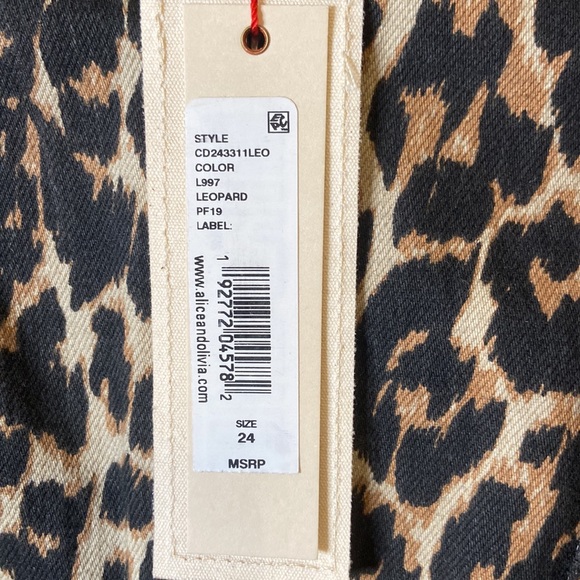 STYLE
CD243311LEO
COLOR
L997
LEOPARD
PF19
LABEL:
www.aliceandolivia.com
1 92772 04578 2
SIZE
24
MSRP